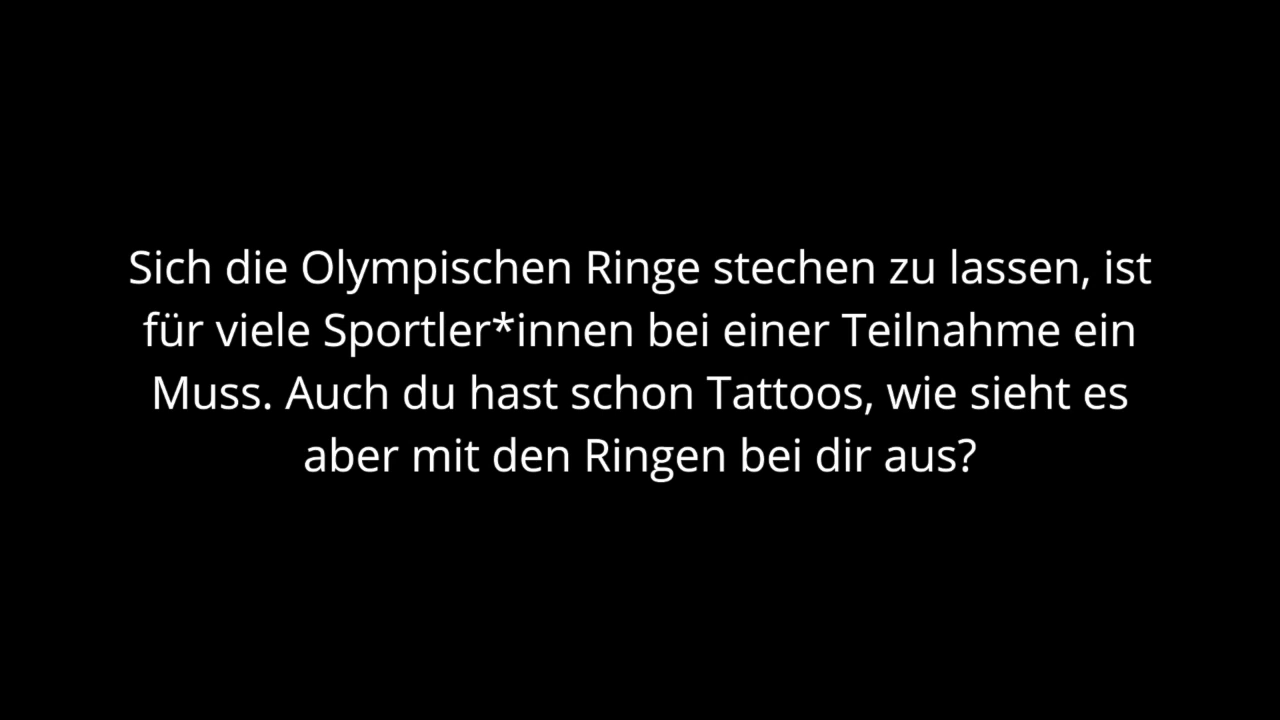 Sich die Olympischen Ringe stechen zu lassen, ist
für viele Sportler*innen bei einer Teilnahme ein
Muss. Auch du hast schon Tattoos, wie sieht es
aber mit den Ringen bei dir aus?